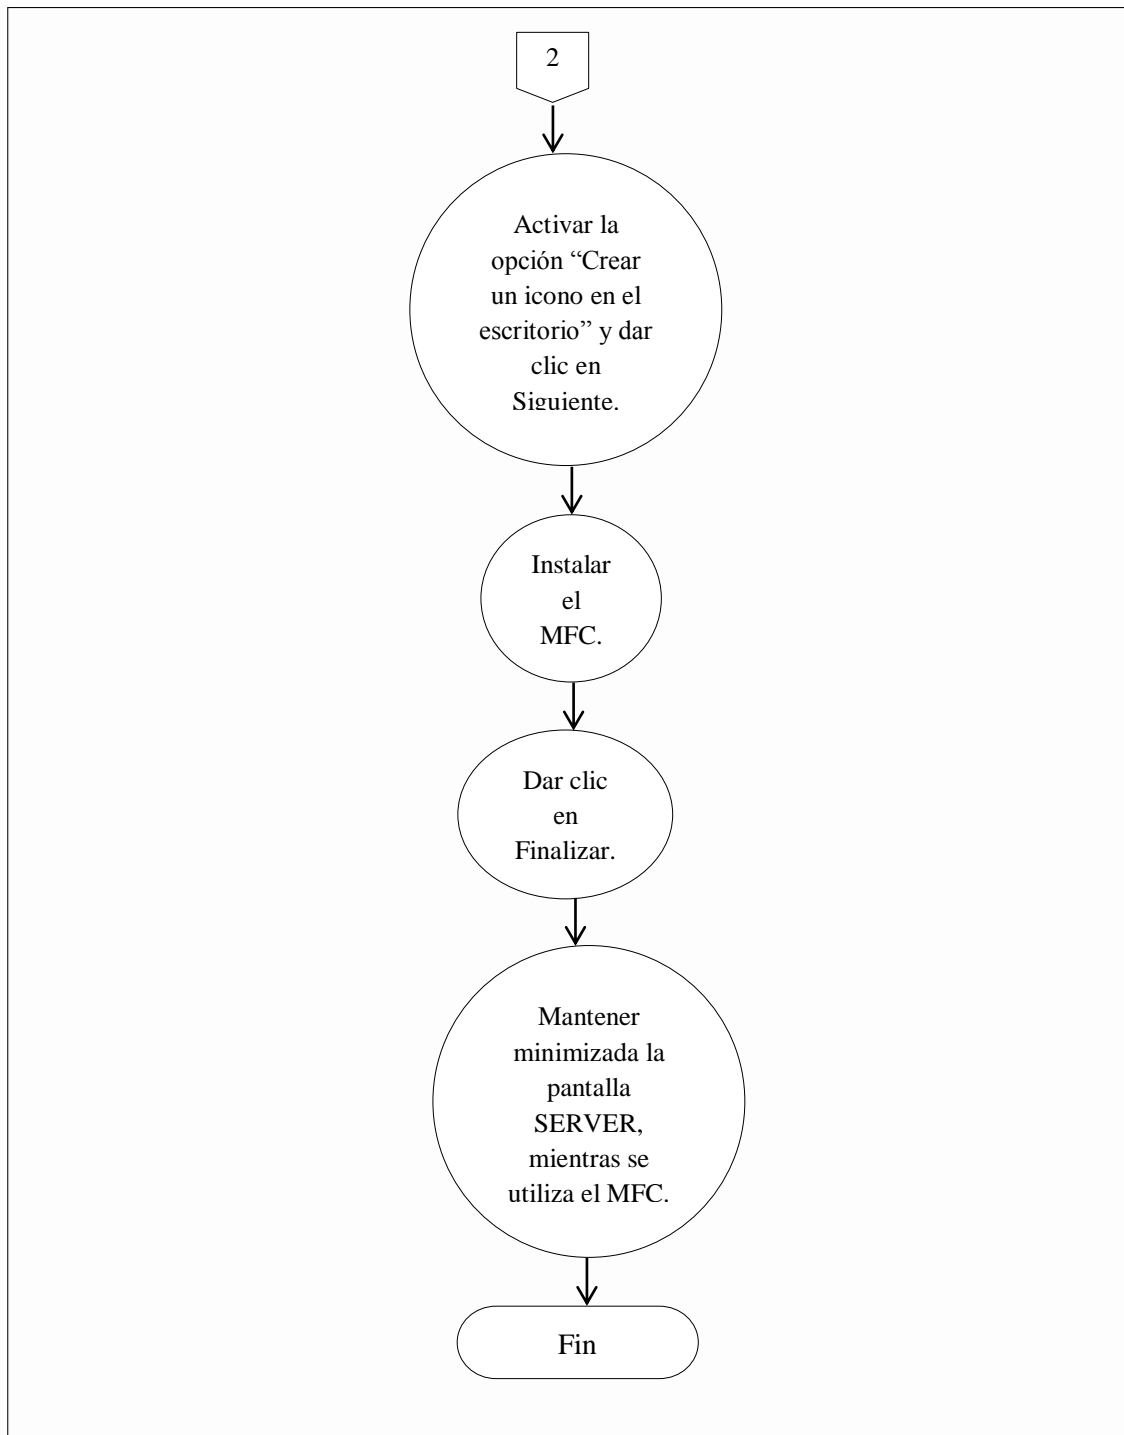 2
Activar la
opción “Crear
un icono en el
escritorio” y dar
clic en
Siguiente.
Instalar
el
MFC.
Dar clic
en
Finalizar.
Mantener
minimizada la
pantalla
SERVER,
mientras se
utiliza el MFC.
Fin